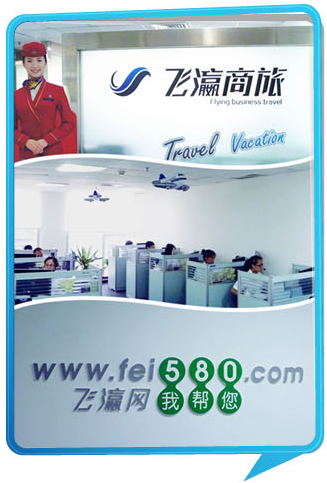 飞瀛商旅
Flying business travel
Travel Vacation
www.fei580.com
飞瀛网 我帮您